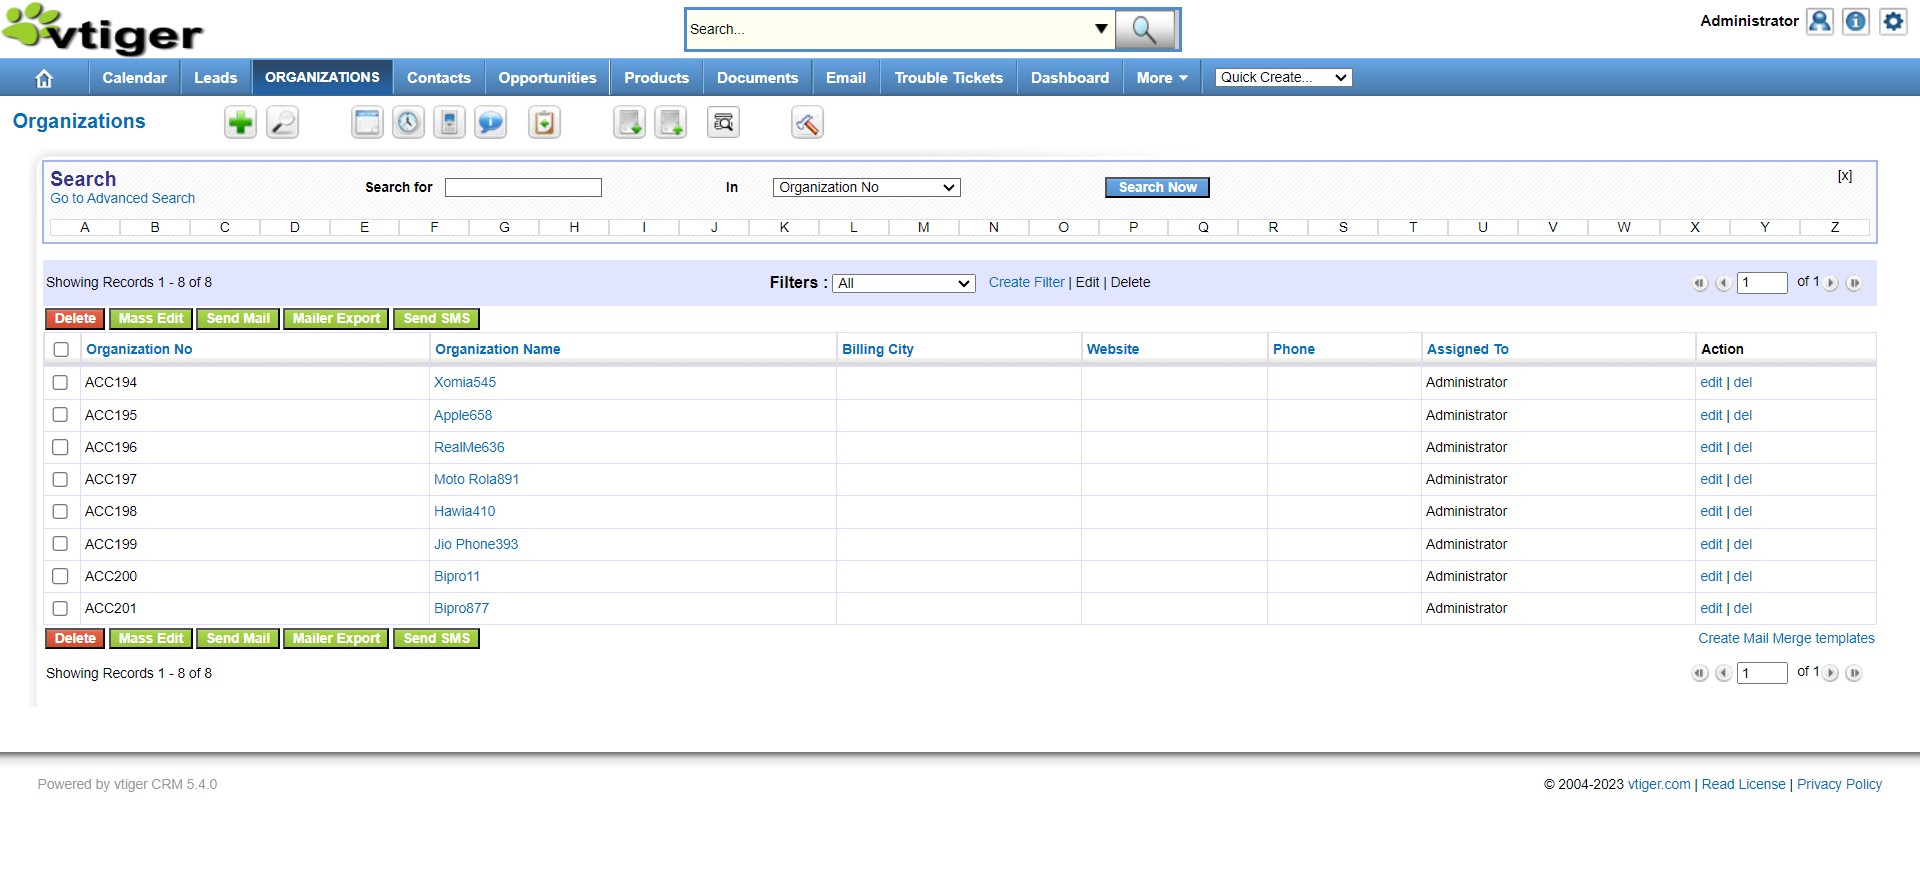 vtiger
Search...
Administrator
Calendar Leads ORGANIZATIONS Contacts Opportunities Products Documents Email Trouble Tickets Dashboard More Quick Create...
Organizations
Search
Go to Advanced Search
Search for In Organization No Search Now [x]
A B C D E F G H I J K L M N O P Q R S T U V W X Y Z
Showing Records 1 - 8 of 8 Filters : All Create Filter | Edit | Delete 1 of 1
Delete Mass Edit Send Mail Mailer Export Send SMS
Organization No Organization Name Billing City Website Phone Assigned To Action
ACC194 Xomia545 Administrator edit | del
ACC195 Apple658 Administrator edit | del
ACC196 RealMe636 Administrator edit | del
ACC197 Moto Rola891 Administrator edit | del
ACC198 Hawia410 Administrator edit | del
ACC199 Jio Phone393 Administrator edit | del
ACC200 Bipro11 Administrator edit | del
ACC201 Bipro877 Administrator edit | del
Delete Mass Edit Send Mail Mailer Export Send SMS Create Mail Merge templates
Showing Records 1 - 8 of 8 1 of 1
Powered by vtiger CRM 5.4.0 © 2004-2023 vtiger.com | Read License | Privacy Policy